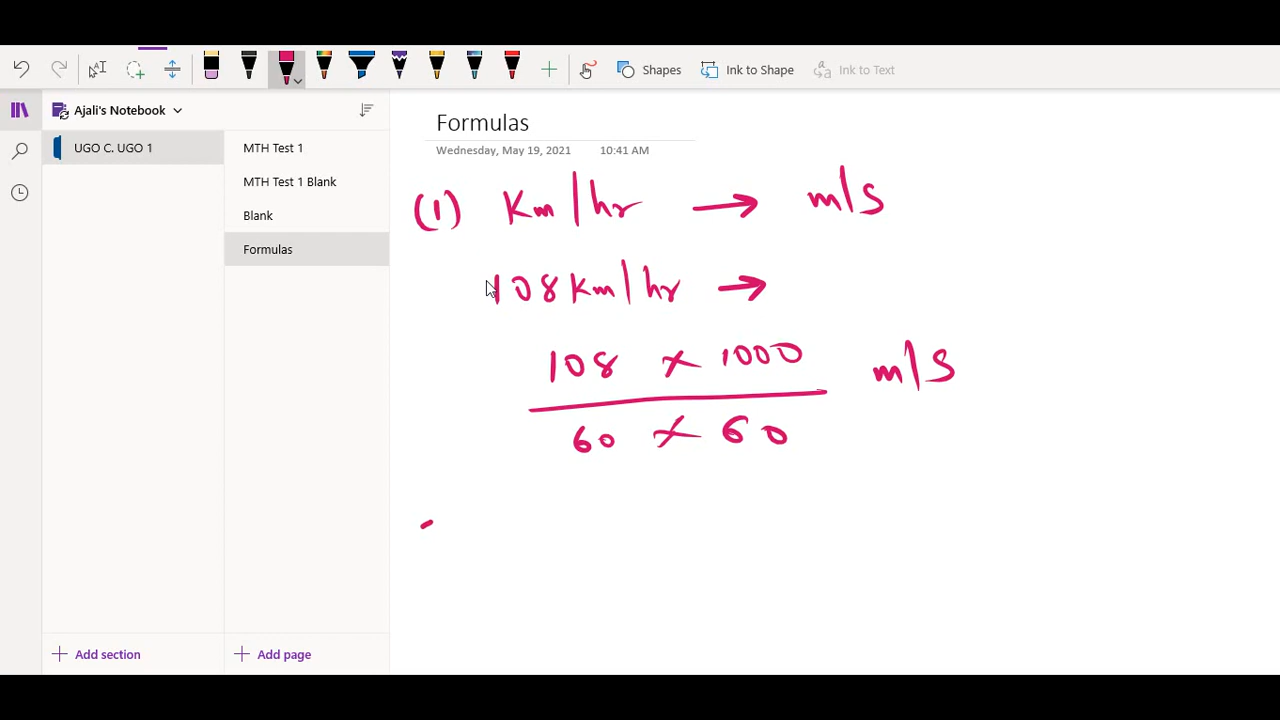 Ink to Text
Shapes
Ink to Shape
Ajali's Notebook
UGO C. UGO 1
MTH Test 1
MTH Test 1 Blank
Blank
Formulas
Add section
Add page
Formulas
Wednesday, May 19, 2021 10:41 AM
(1) Km/hr → m/s
108 Km/hr →
108 × 1000 m/s
60 × 60